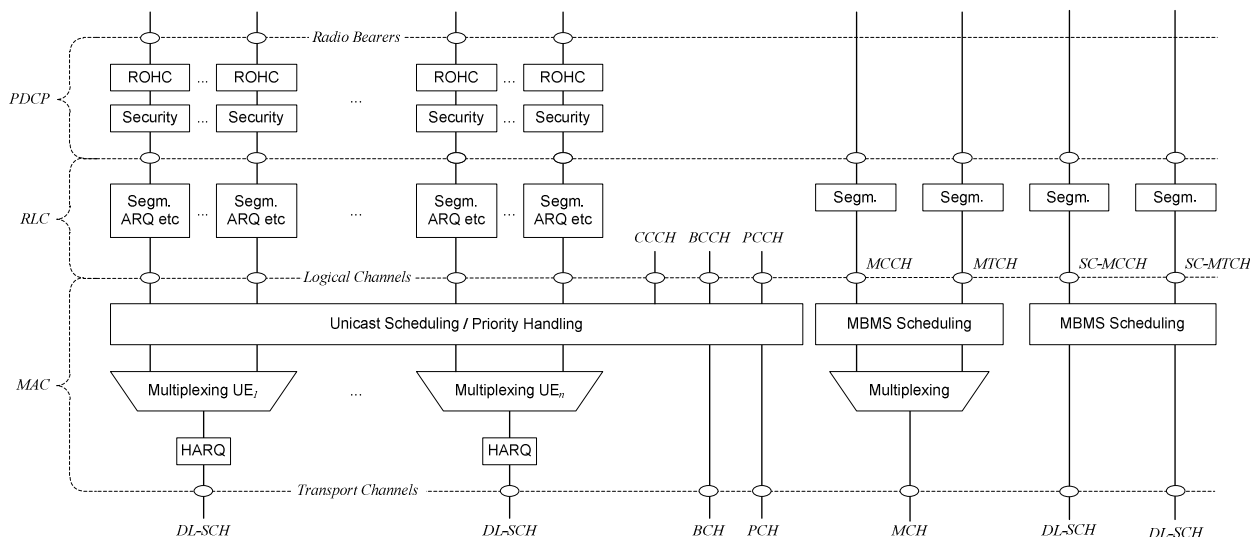 Radio Bearers
ROHC ... ROHC ROHC ... ROHC
PDCP
...
Security ... Security Security ... Security
Segm. ARQ etc ... Segm. ARQ etc ... Segm. ARQ etc ... Segm. ARQ etc Segm. Segm. Segm. Segm.
RLC
CCCH BCCH PCCH
Logical Channels MCCH MTCH SC-MCCH SC-MTCH
Unicast Scheduling / Priority Handling MBMS Scheduling MBMS Scheduling
MAC
Multiplexing UE1 ... Multiplexing UEn Multiplexing
HARQ HARQ
Transport Channels
DL-SCH DL-SCH BCH PCH MCH DL-SCH DL-SCH